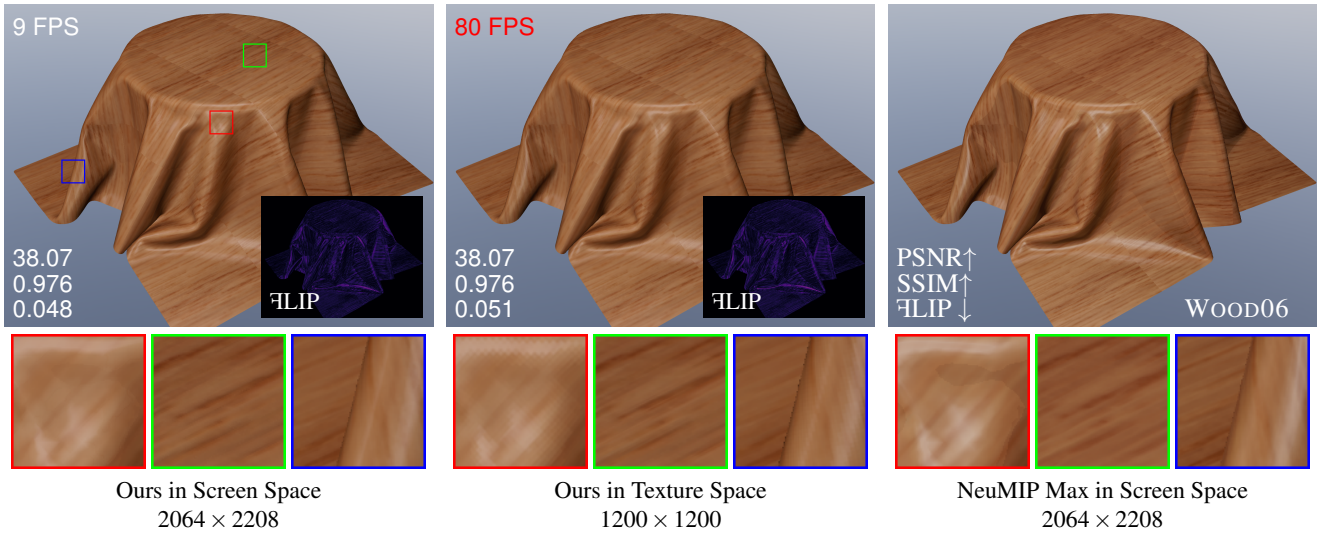 9 FPS
38.07
0.976
0.048
ꟻLIP
80 FPS
38.07
0.976
0.051
ꟻLIP
PSNR↑
SSIM↑
ꟻLIP ↓
WOOD06
Ours in Screen Space
2064 × 2208
Ours in Texture Space
1200 × 1200
NeuMIP Max in Screen Space
2064 × 2208